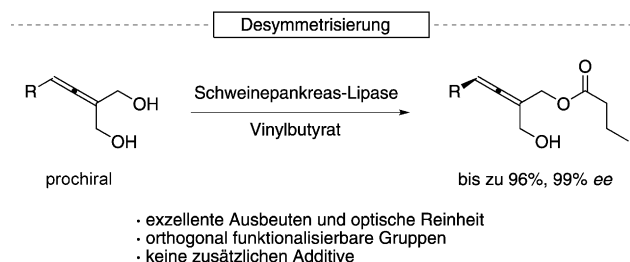 Desymmetrisierung
R
OH
OH
Schweinepankreas-Lipase
Vinylbutyrat
R
O
O
OH
prochiral
bis zu 96%, 99% ee
· exzellente Ausbeuten und optische Reinheit
· orthogonal funktionalisierbare Gruppen
· keine zusätzlichen Additive